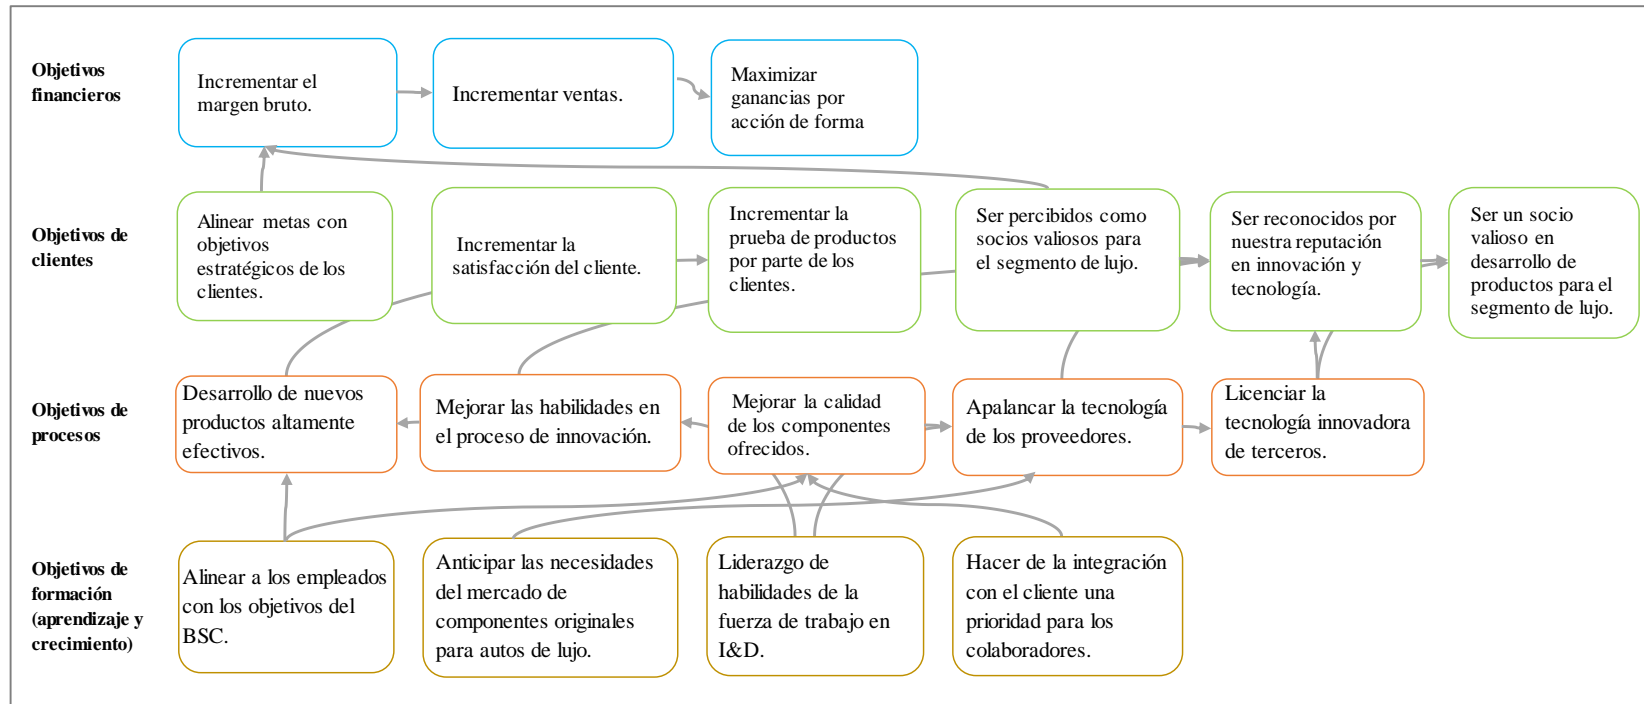 Objetivos
financieros
Incrementar el
margen bruto.
Incrementar ventas.
Maximizar
ganancias por
acción de forma
Objetivos de
clientes
Alinear metas con
objetivos
estratégicos de los
clientes.
Incrementar la
satisfacción del cliente.
Incrementar la
prueba de productos
por parte de los
clientes.
Ser percibidos como
socios valiosos para
el segmento de lujo.
Ser reconocidos por
nuestra reputación
en innovación y
tecnología.
Ser un socio
valioso en
desarrollo de
productos para el
segmento de lujo.
Objetivos de
procesos
Desarrollo de nuevos
productos altamente
efectivos.
Mejorar las habilidades en
el proceso de innovación.
Mejorar la calidad
de los componentes
ofrecidos.
Apalancar la tecnología
de los proveedores.
Licenciar la
tecnología innovadora
de terceros.
Objetivos de
formación
(aprendizaje y
crecimiento)
Alinear a los empleados
con los objetivos del
BSC.
Anticipar las necesidades
del mercado de
componentes originales
para autos de lujo.
Liderazgo de
habilidades de la
fuerza de trabajo en
I&D.
Hacer de la integración
con el cliente una
prioridad para los
colaboradores.